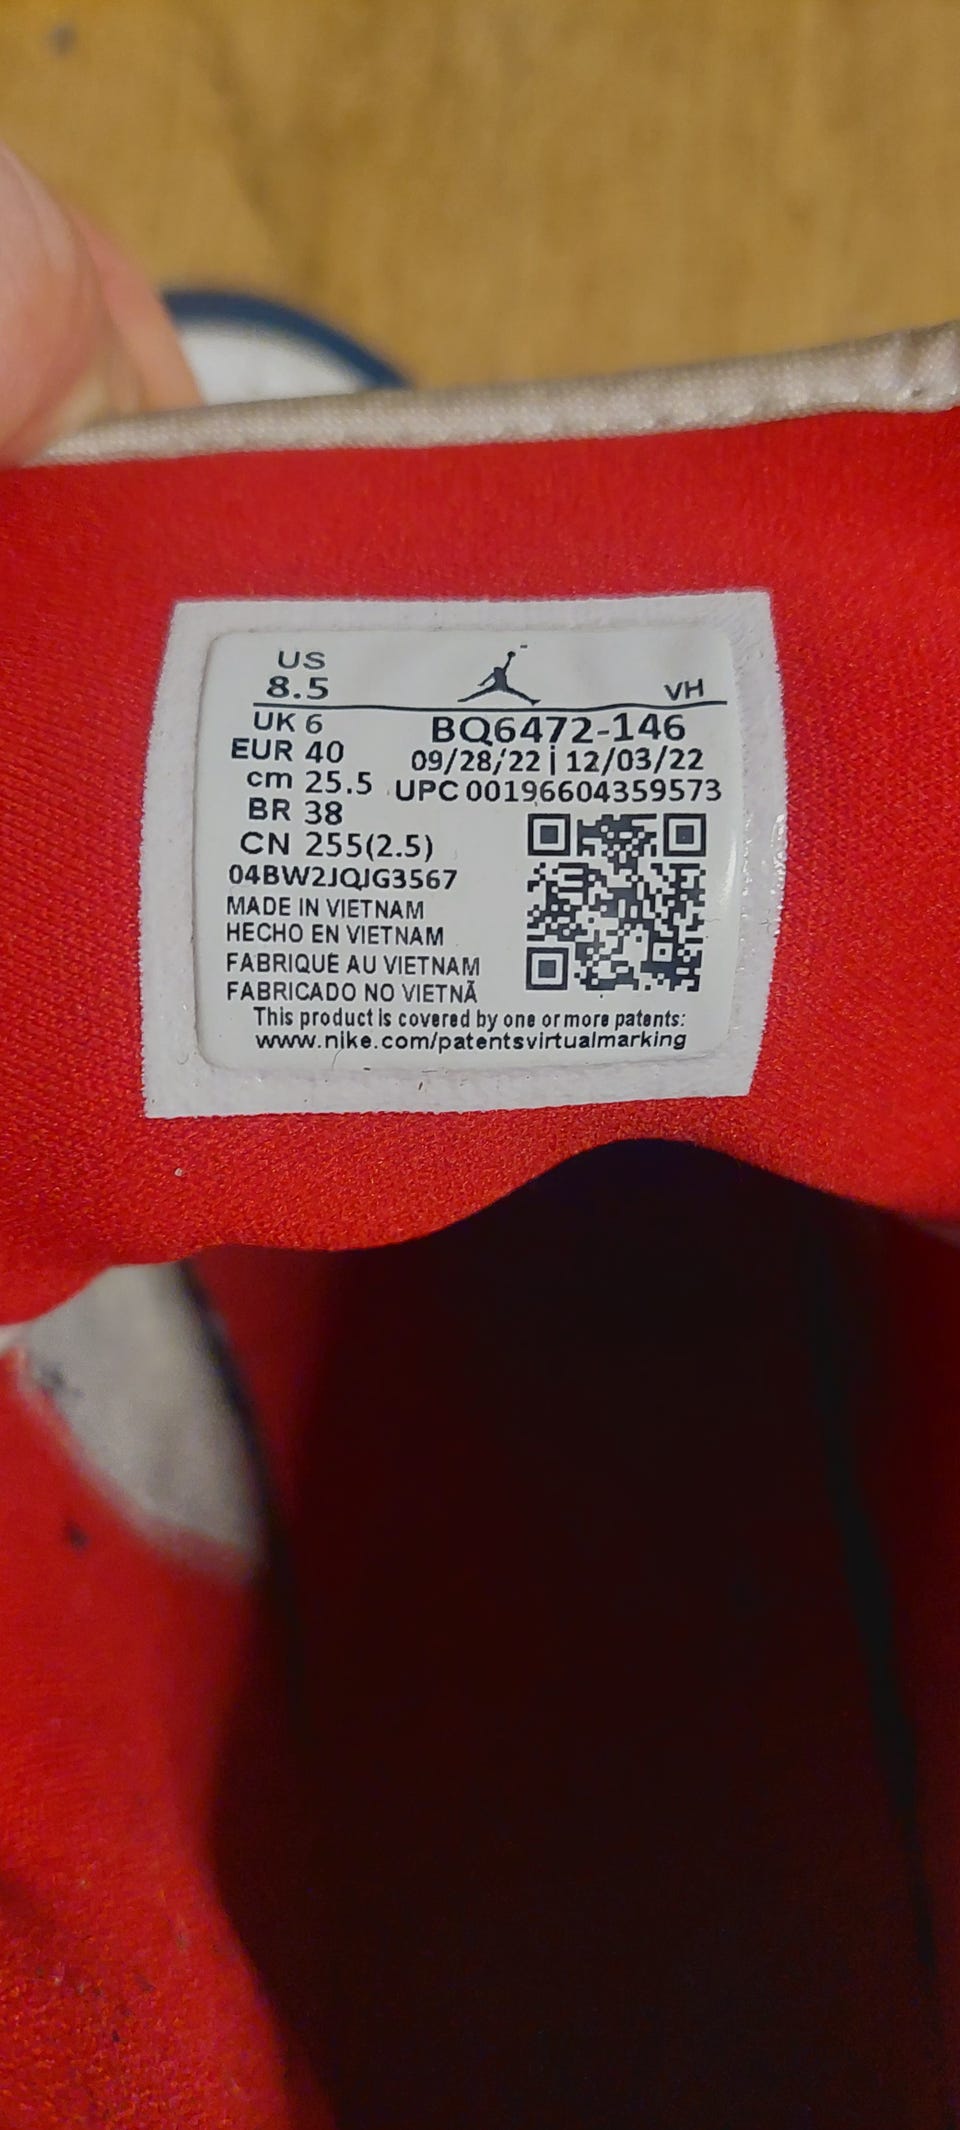 US
8.5
VH
UK 6
EUR 40
cm 25.5
BR 38
CN 255(2.5)
BQ6472-146
09/28/22 | 12/03/22
UPC 00196604359573
04BW2JQJG3567
MADE IN VIETNAM
HECHO EN VIETNAM
FABRIQUÉ AU VIETNAM
FABRICADO NO VIETNÃ
This product is covered by one or more patents:
www.nike.com/patentsvirtualmarking